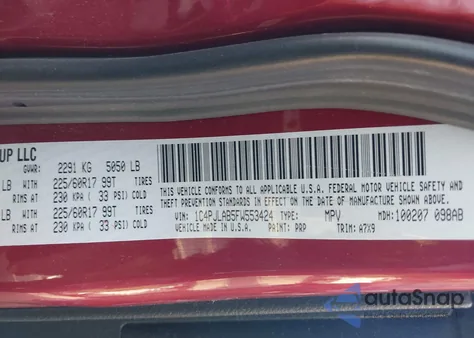 UP LLC
GVWR: 2291 KG 5050 LB
LB WITH 225/60R17 99T TIRES
RIMS AT 230 KPA ( 33 PSI) COLD
LB WITH 225/60R17 99T TIRES
RIMS AT 230 KPA ( 33 PSI) COLD
THIS VEHICLE CONFORMS TO ALL APPLICABLE U.S.A. FEDERAL MOTOR VEHICLE SAFETY AND
THEFT PREVENTION STANDARDS IN EFFECT ON THE DATE OF MANUFACTURE SHOWN ABOVE.
VIN: 1C4PJLAB5FW553424 TYPE: MPV MDH: 100207 098AB
VEHICLE MADE IN U.S.A. PAINT: PRP TRIM: A7X9
autoSnap